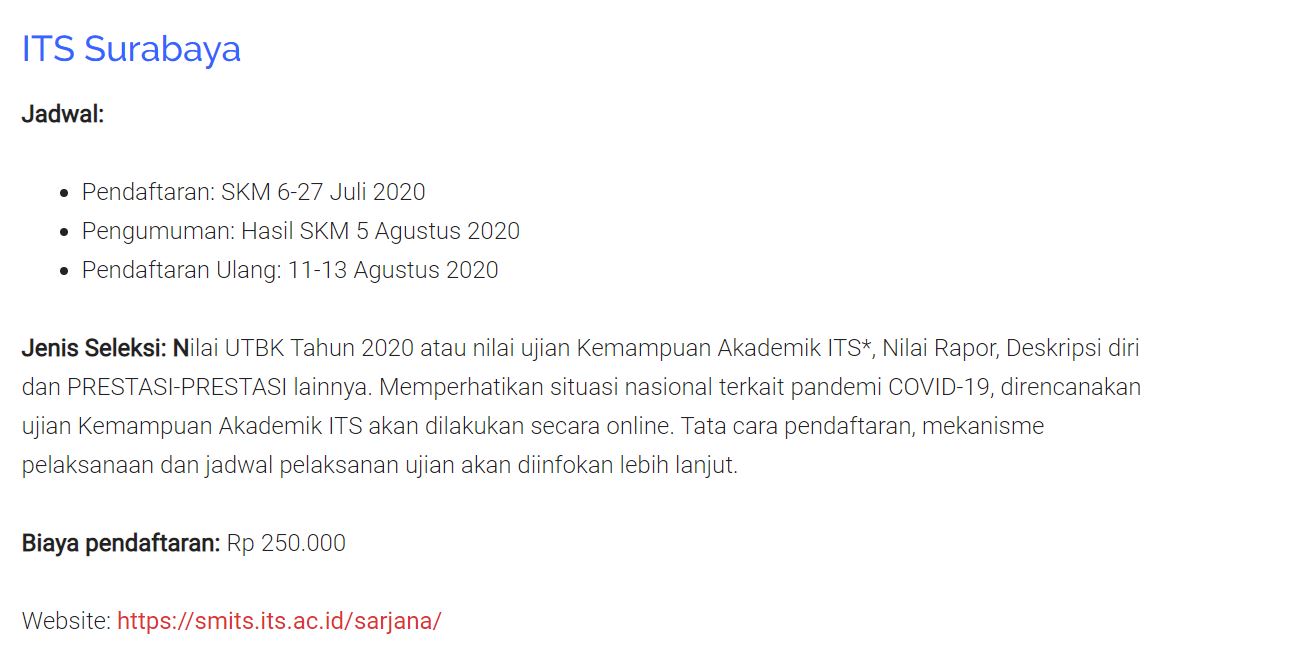 ITS Surabaya
Jadwal:
• Pendaftaran: SKM 6-27 Juli 2020
• Pengumuman: Hasil SKM 5 Agustus 2020
• Pendaftaran Ulang: 11-13 Agustus 2020
Jenis Seleksi: Nilai UTBK Tahun 2020 atau nilai ujian Kemampuan Akademik ITS*, Nilai Rapor, Deskripsi diri
dan PRESTASI-PRESTASI lainnya. Memperhatikan situasi nasional terkait pandemi COVID-19, direncanakan
ujian Kemampuan Akademik ITS akan dilakukan secara online. Tata cara pendaftaran, mekanisme
pelaksanaan dan jadwal pelaksanan ujian akan diinfokan lebih lanjut.
Biaya pendaftaran: Rp 250.000
Website: https://smits.its.ac.id/sarjana/